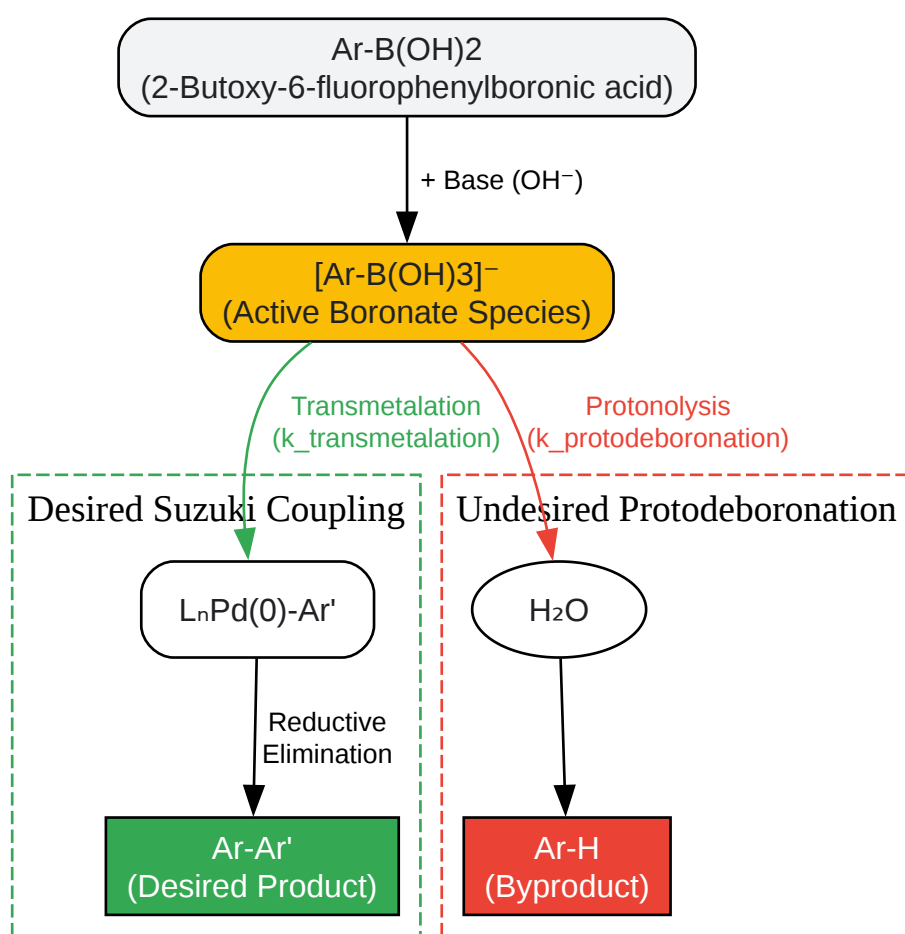 Ar-B(OH)2
(2-Butoxy-6-fluorophenylboronic acid)
+ Base (OH⁻)
[Ar-B(OH)3]⁻
(Active Boronate Species)
Transmetalation
(k_transmetalation)
Protonolysis
(k_protodeboronation)
Desired Suzuki Coupling
Undesired Protodeboronation
LₙPd(0)-Ar'
H₂O
Reductive
Elimination
Ar-Ar'
(Desired Product)
Ar-H
(Byproduct)